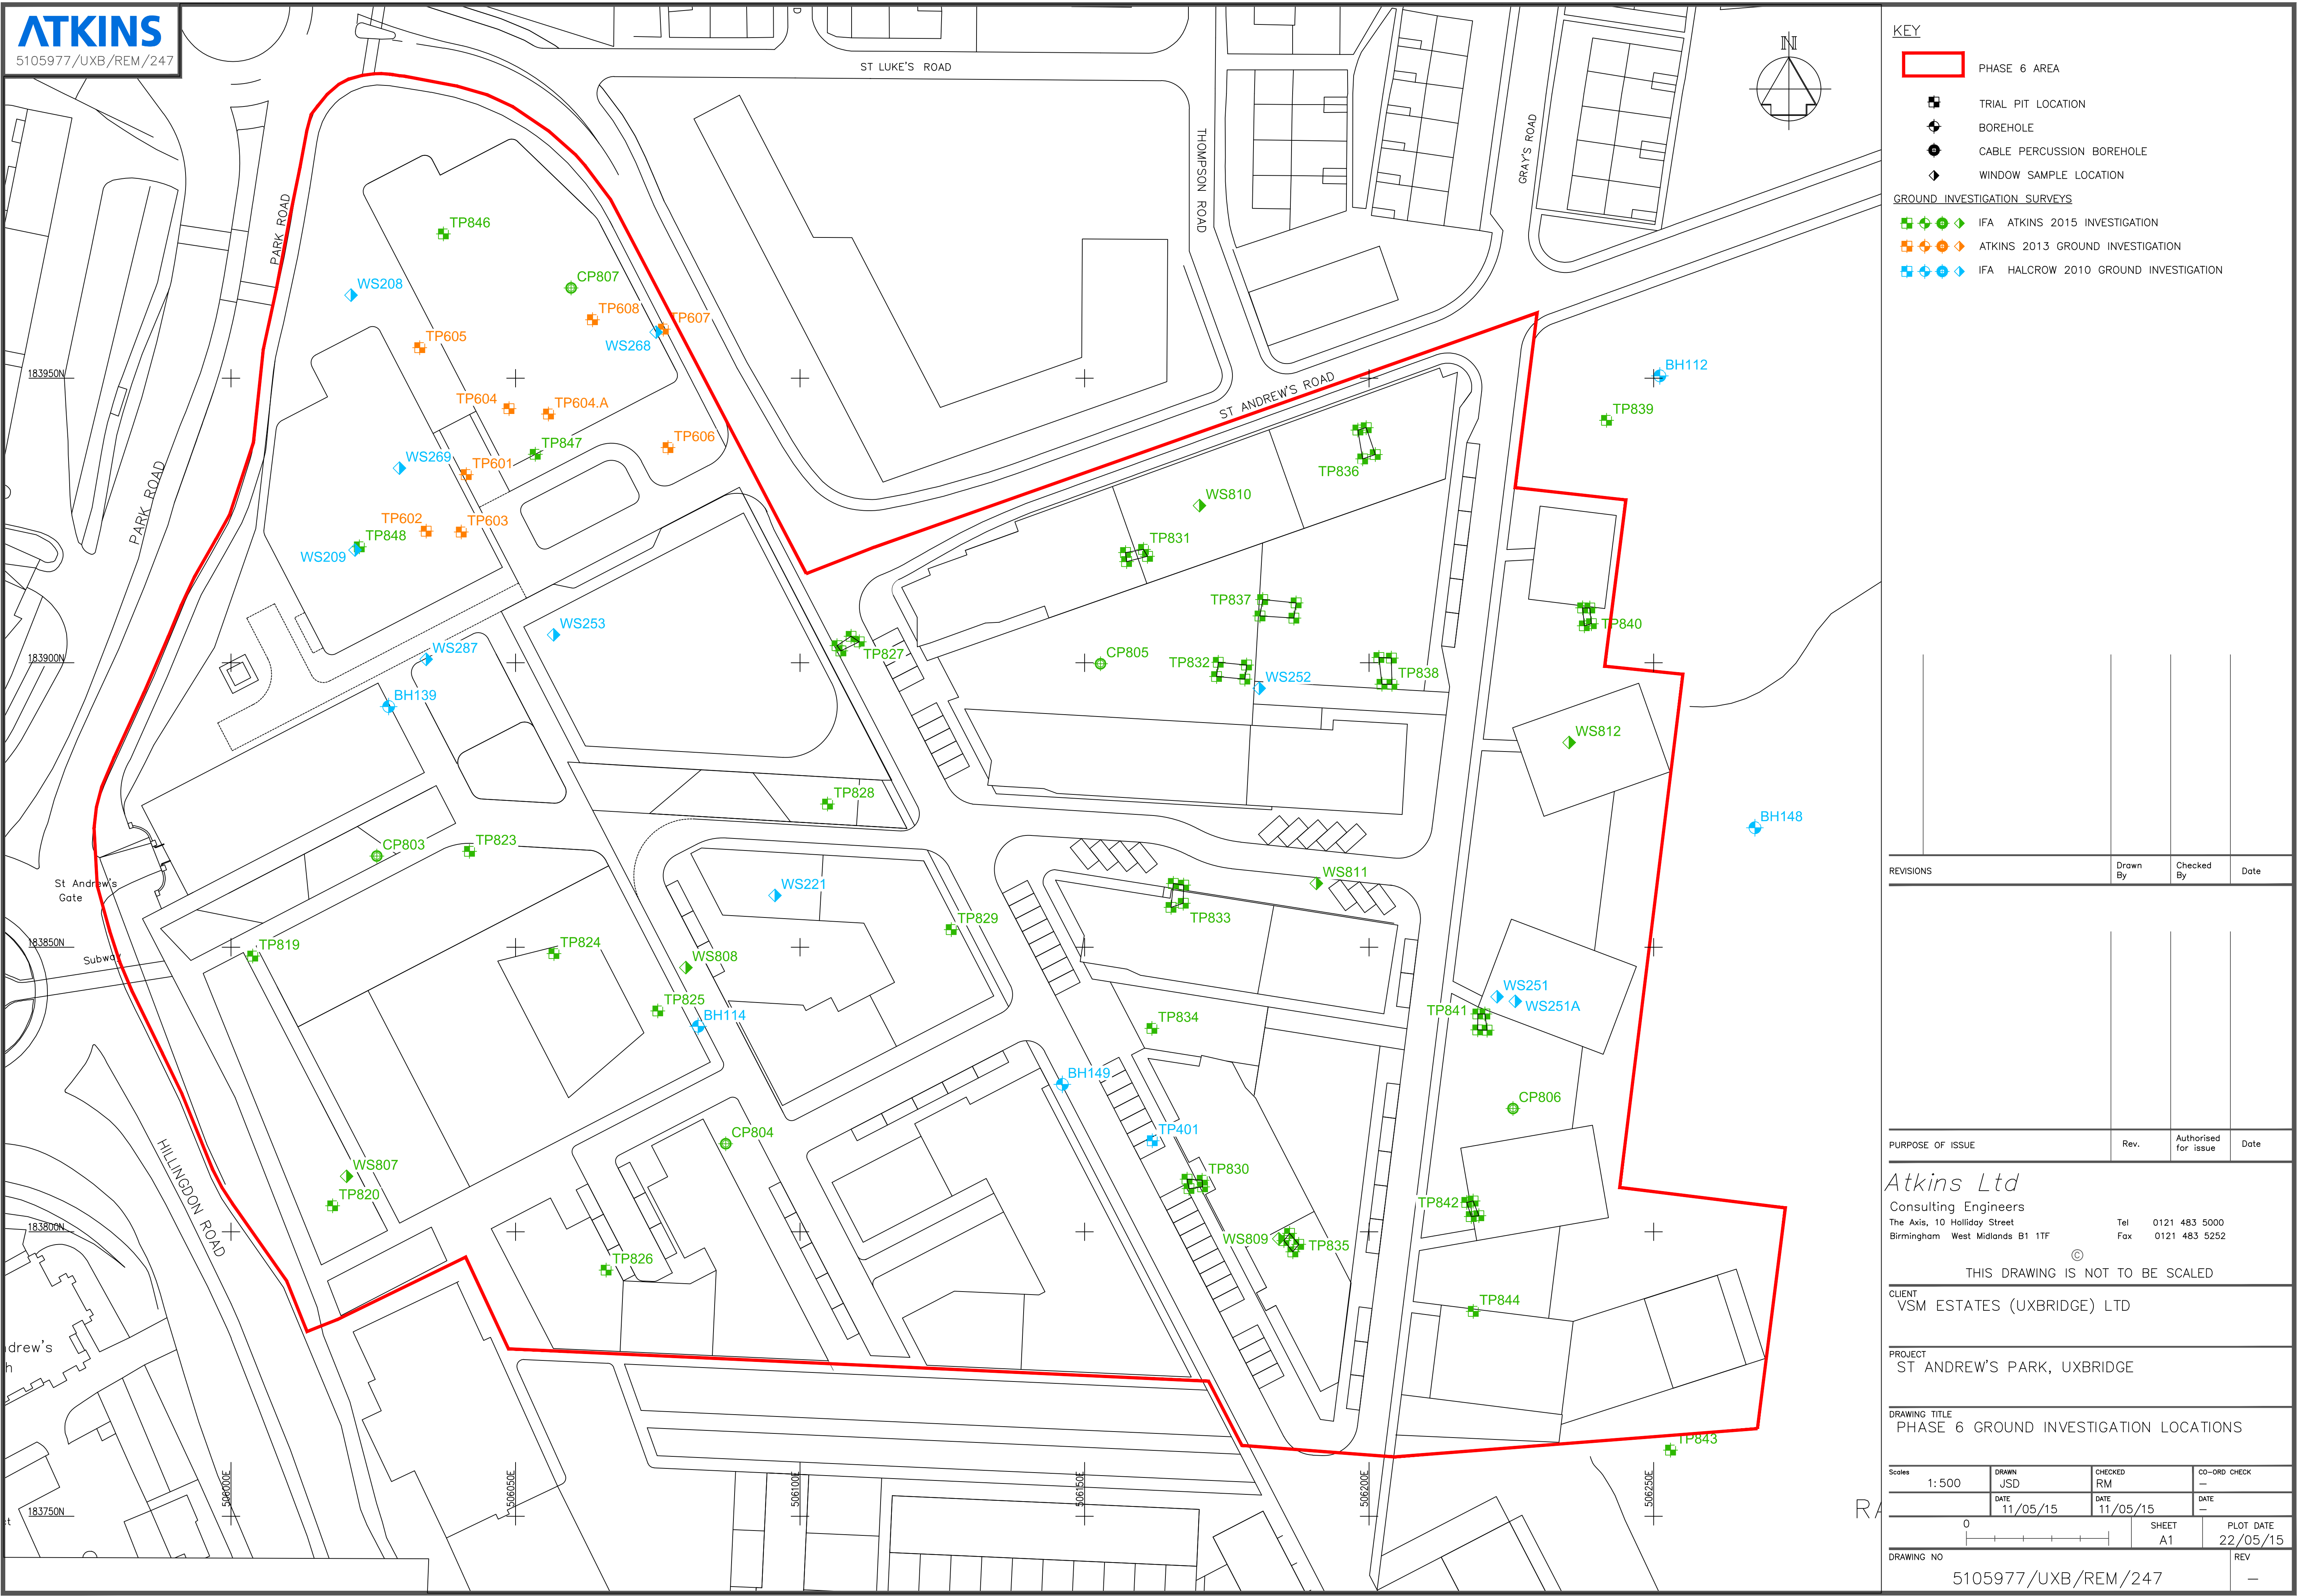 ATKINS
5105977/UXB/REM/247
ST LUKE'S ROAD
THOMPSON ROAD
GRAY'S ROAD
PARK ROAD
PARK ROAD
ST ANDREW'S ROAD
HILLINGDON ROAD
St Andrew's
Gate
Subway
N
TP846
CP807
WS208
TP608
TP607
WS268
TP605
TP604
TP604.A
TP606
TP847
WS269
TP601
TP602
TP603
TP848
WS209
WS253
WS287
BH139
BH112
TP839
TP836
WS810
TP831
TP837
TP827
CP805
TP832
WS252
TP838
TP840
WS812
BH148
TP828
CP803
TP823
WS221
WS811
TP833
TP829
TP819
TP824
WS808
TP825
BH114
TP834
WS251
WS251A
TP841
BH149
CP806
CP804
TP401
WS807
TP820
TP830
TP842
WS809
TP835
TP826
TP844
TP843
183950N
183900N
183850N
183800N
183750N
506000E
506050E
506100E
506150E
506200E
506250E
drew's
h
t
RA
KEY
PHASE 6 AREA
TRIAL PIT LOCATION
BOREHOLE
CABLE PERCUSSION BOREHOLE
WINDOW SAMPLE LOCATION
GROUND INVESTIGATION SURVEYS
IFA ATKINS 2015 INVESTIGATION
ATKINS 2013 GROUND INVESTIGATION
IFA HALCROW 2010 GROUND INVESTIGATION
REVISIONS Drawn By Checked By Date
PURPOSE OF ISSUE Rev. Authorised for issue Date
Atkins Ltd
Consulting Engineers
The Axis, 10 Holliday Street Tel 0121 483 5000
Birmingham West Midlands B1 1TF Fax 0121 483 5252
©
THIS DRAWING IS NOT TO BE SCALED
CLIENT
VSM ESTATES (UXBRIDGE) LTD
PROJECT
ST ANDREW'S PARK, UXBRIDGE
DRAWING TITLE
PHASE 6 GROUND INVESTIGATION LOCATIONS
Scales DRAWN CHECKED CO-ORD CHECK
1:500 JSD RM –
DATE DATE DATE
11/05/15 11/05/15 –
0 SHEET PLOT DATE
A1 22/05/15
DRAWING NO REV
5105977/UXB/REM/247 –